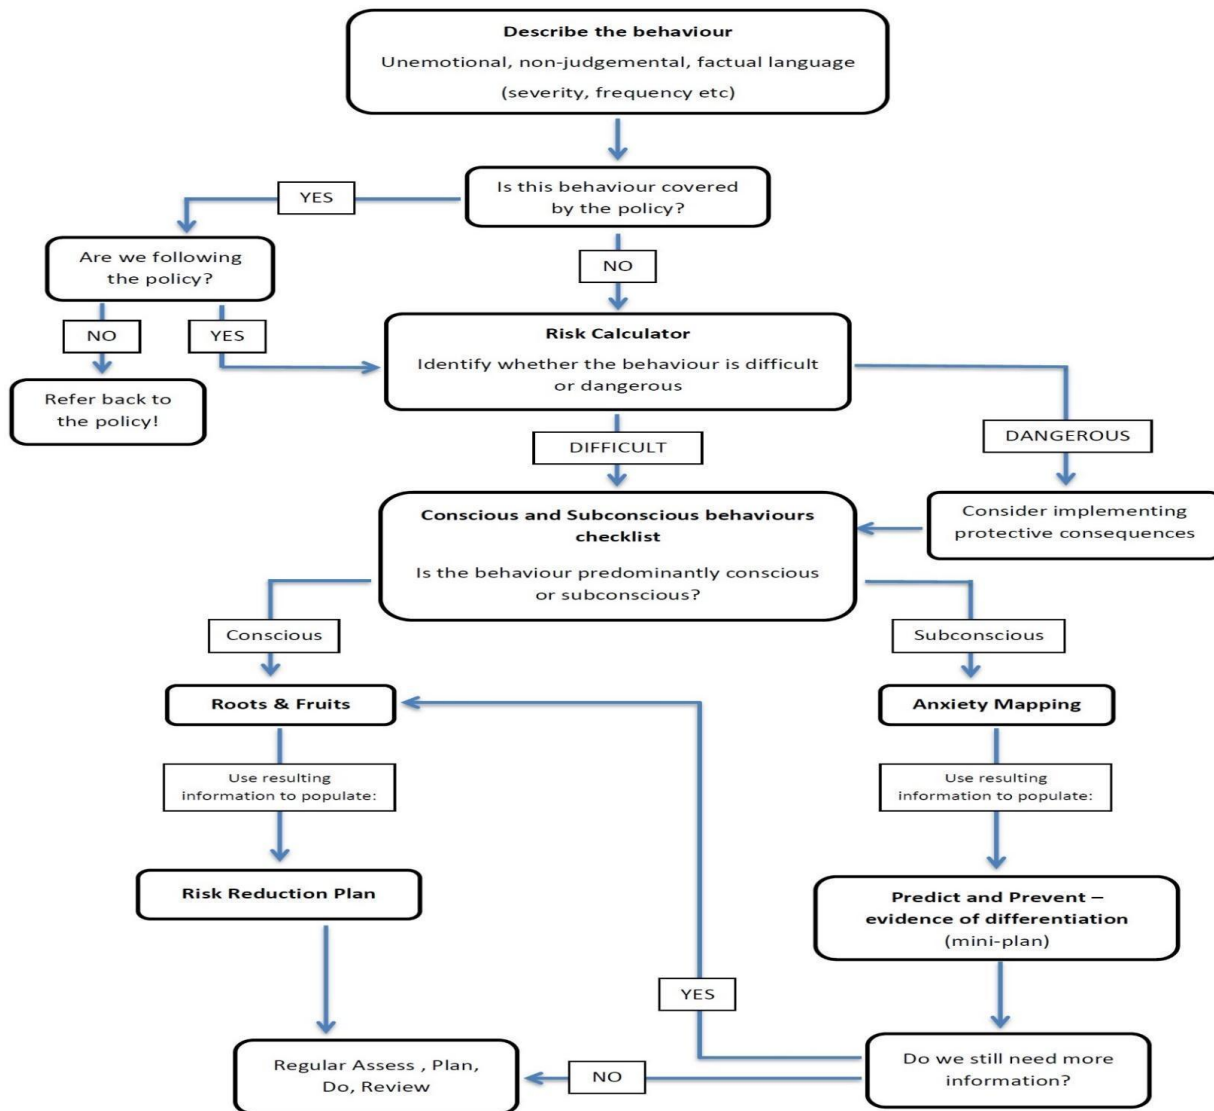 Describe the behaviour
Unemotional, non-judgemental, factual language
(severity, frequency etc)
Is this behaviour covered
by the policy?
YES
Are we following
the policy?
NO
NO
YES
Refer back to
the policy!
Risk Calculator
Identify whether the behaviour is difficult
or dangerous
DIFFICULT
DANGEROUS
Consider implementing
protective consequences
Conscious and Subconscious behaviours
checklist
Is the behaviour predominantly conscious
or subconscious?
Conscious
Subconscious
Roots & Fruits
Anxiety Mapping
Use resulting
information to populate:
Use resulting
information to populate:
Risk Reduction Plan
Predict and Prevent –
evidence of differentiation
(mini-plan)
YES
Regular Assess , Plan,
Do, Review
NO
Do we still need more
information?